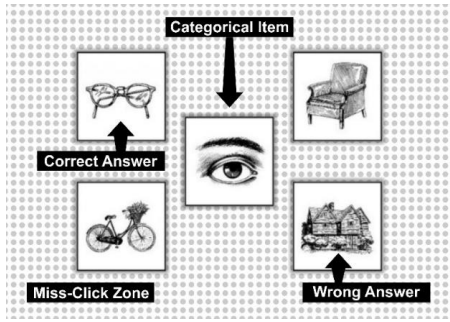 Categorical Item
Correct Answer
Miss-Click Zone
Wrong Answer